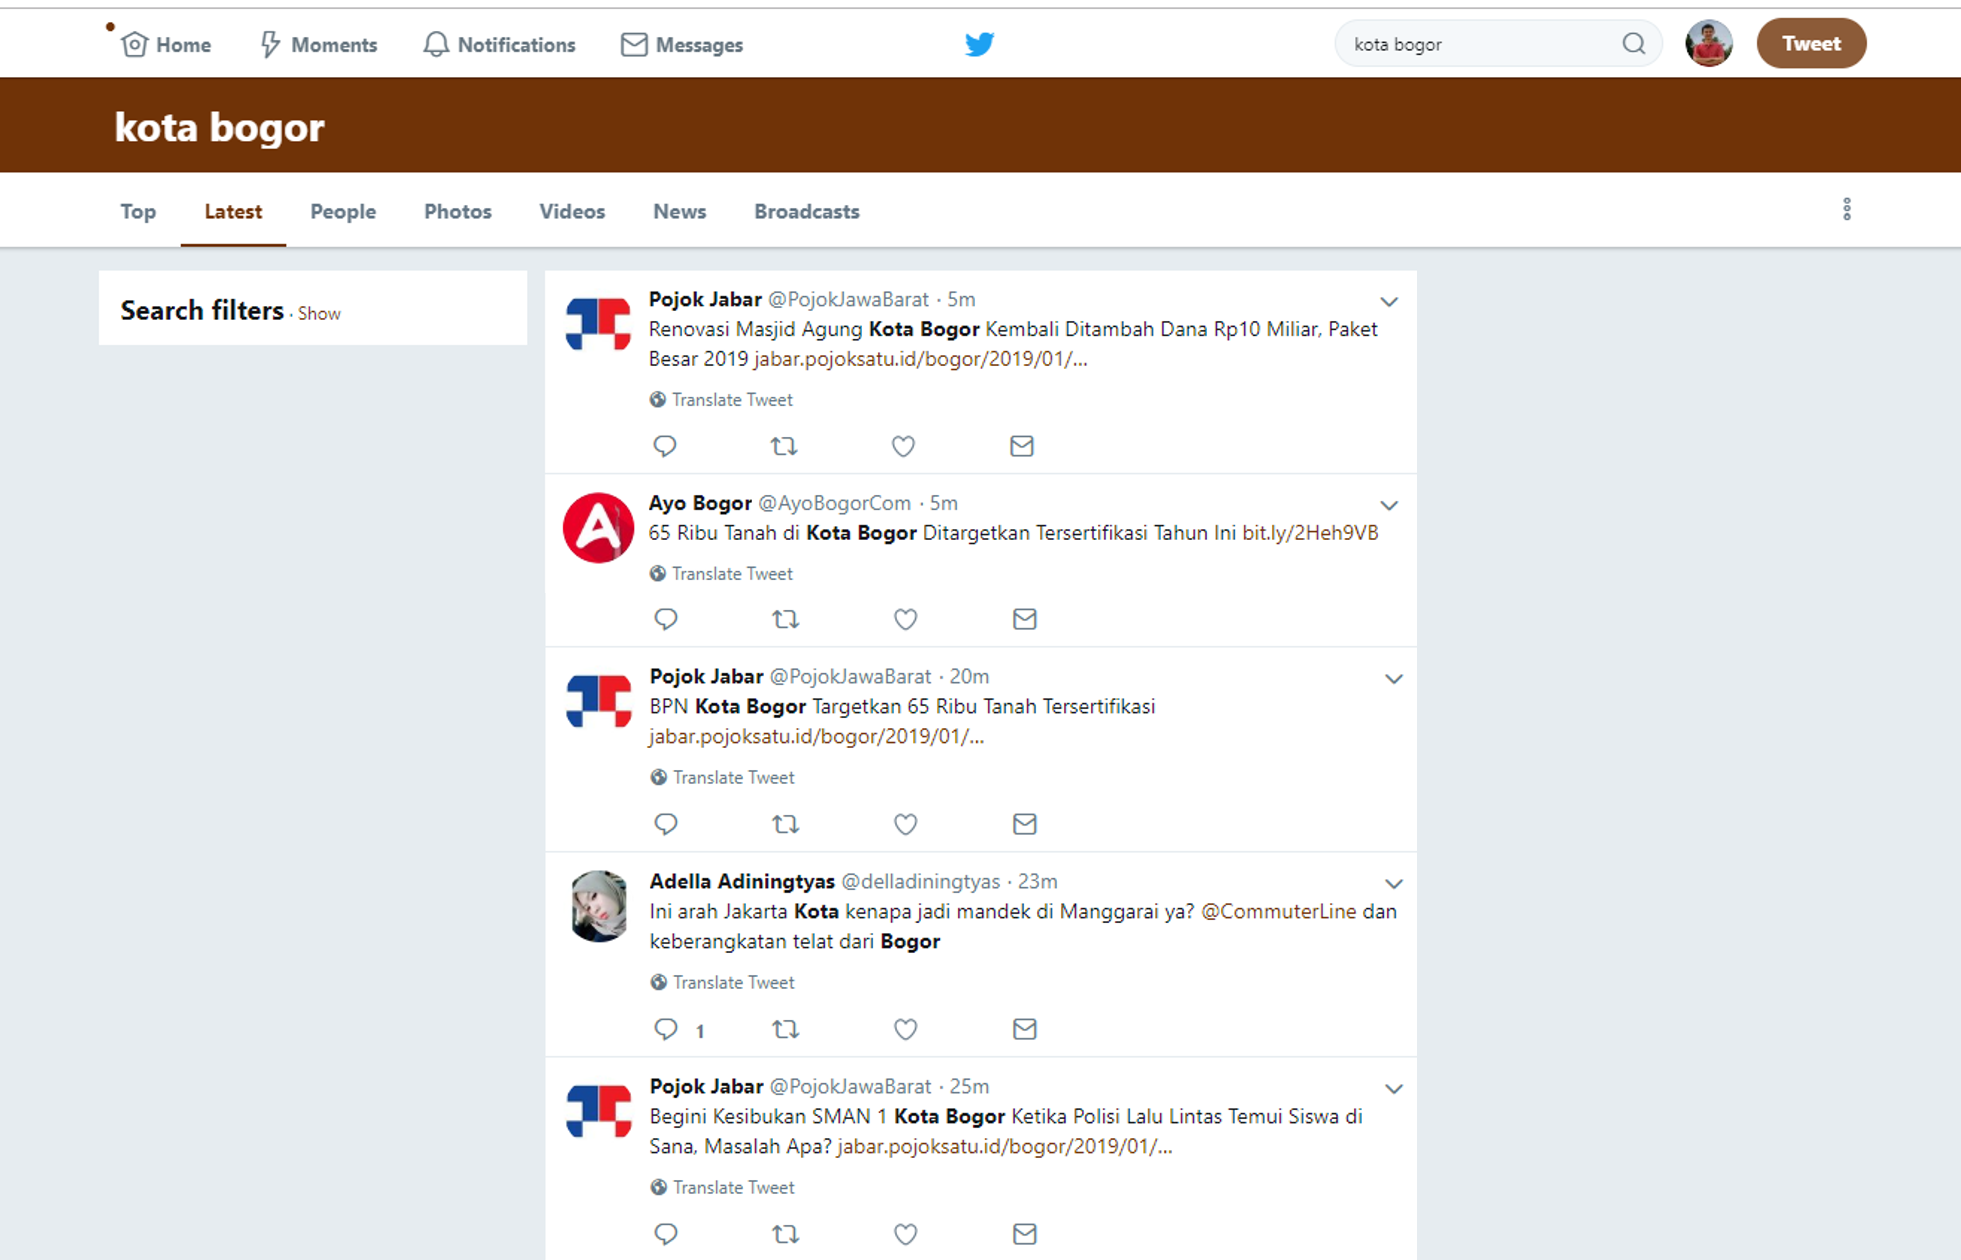 Home Moments Notifications Messages kota bogor Tweet
kota bogor
Top Latest People Photos Videos News Broadcasts
Search filters · Show
Pojok Jabar @PojokJawaBarat · 5m
Renovasi Masjid Agung Kota Bogor Kembali Ditambah Dana Rp10 Miliar, Paket
Besar 2019 jabar.pojoksatu.id/bogor/2019/01/…
Translate Tweet
Ayo Bogor @AyoBogorCom · 5m
65 Ribu Tanah di Kota Bogor Ditargetkan Tersertifikasi Tahun Ini bit.ly/2Heh9VB
Translate Tweet
Pojok Jabar @PojokJawaBarat · 20m
BPN Kota Bogor Targetkan 65 Ribu Tanah Tersertifikasi
jabar.pojoksatu.id/bogor/2019/01/…
Translate Tweet
Adella Adiningtyas @delladiningtyas · 23m
Ini arah Jakarta Kota kenapa jadi mandek di Manggarai ya? @CommuterLine dan
keberangkatan telat dari Bogor
Translate Tweet
1
Pojok Jabar @PojokJawaBarat · 25m
Begini Kesibukan SMAN 1 Kota Bogor Ketika Polisi Lalu Lintas Temui Siswa di
Sana, Masalah Apa? jabar.pojoksatu.id/bogor/2019/01/…
Translate Tweet